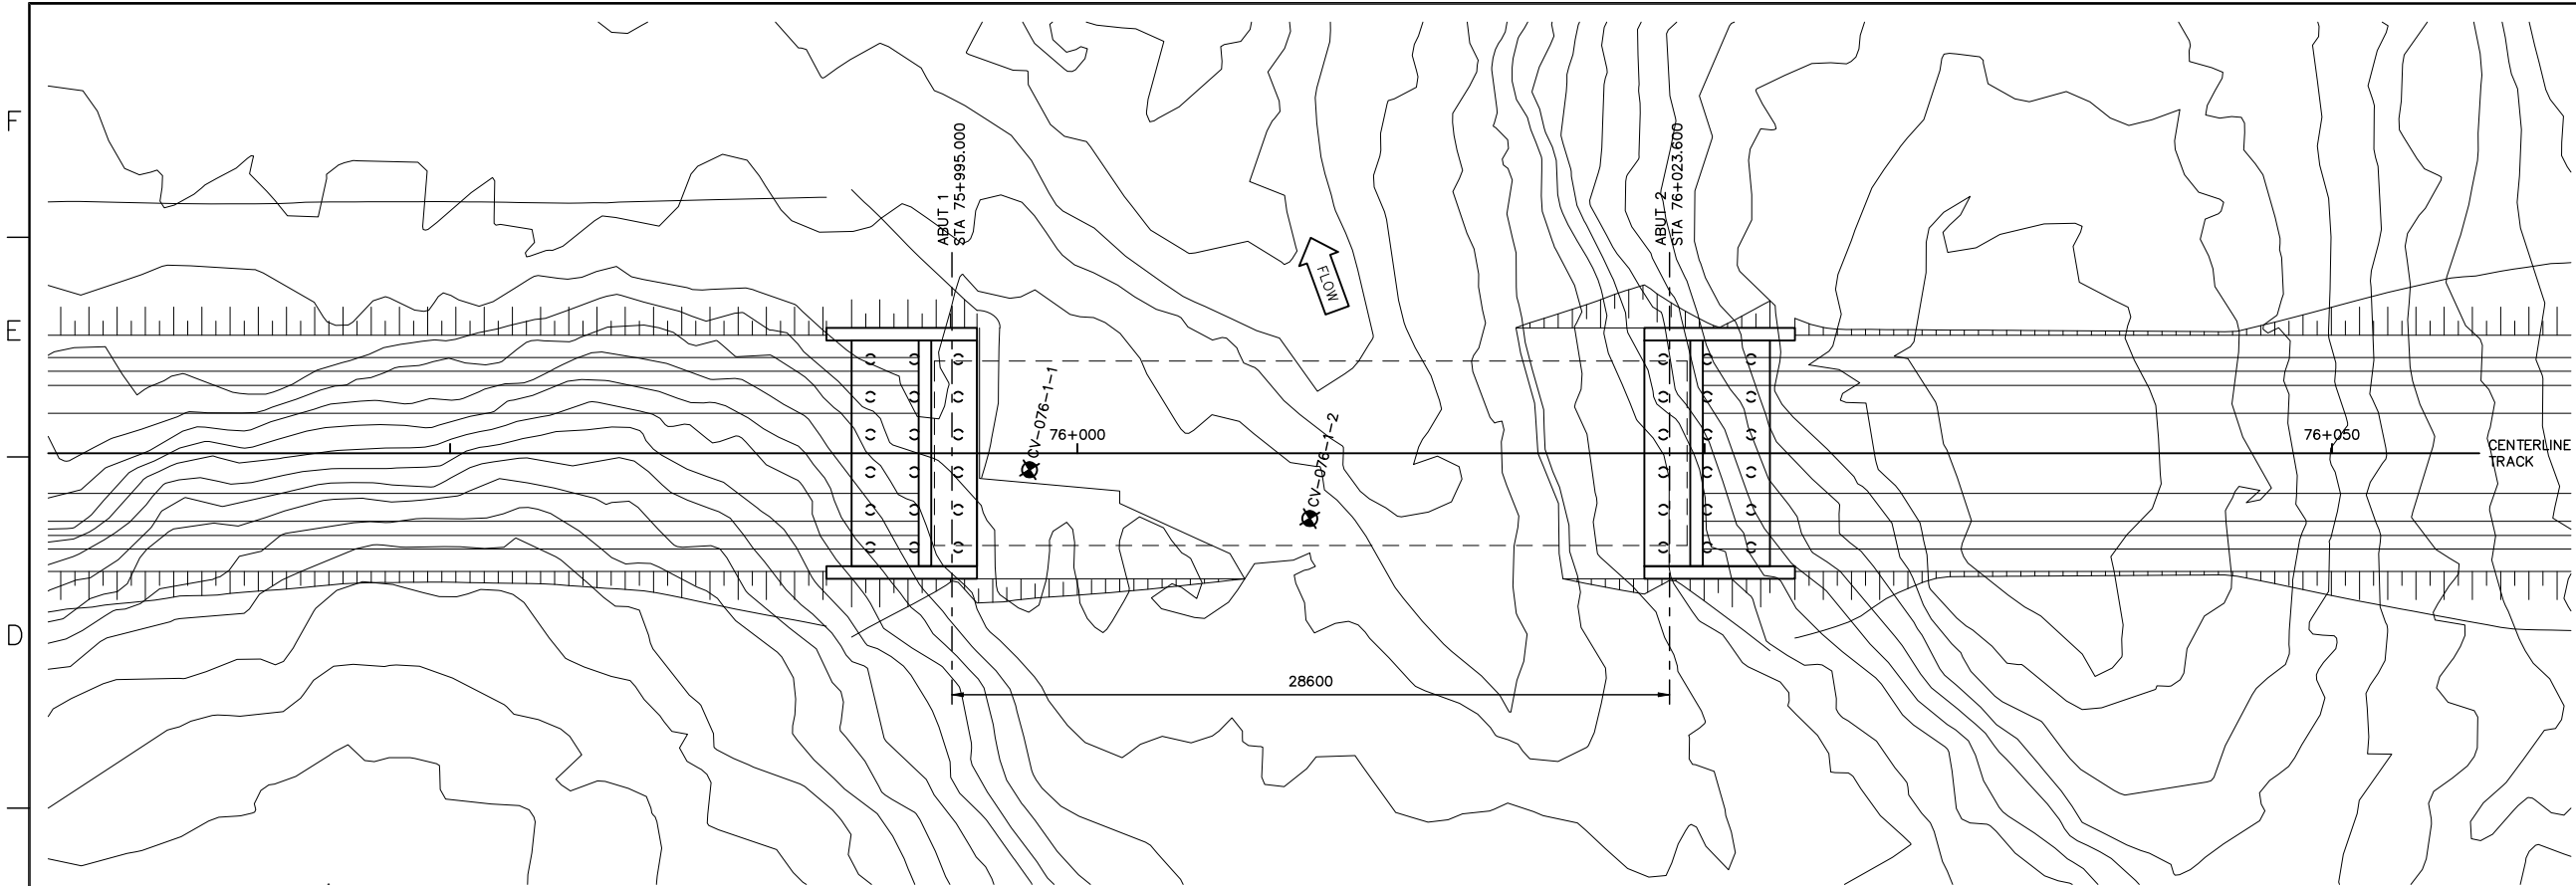 F
E
D
ABUT 1
STA 75+995.000
ABUT 2
STA 76+023.600
FLOW
CV-076-1-1
76+000
CV-076-1-2
76+050
CENTERLINE
TRACK
28600